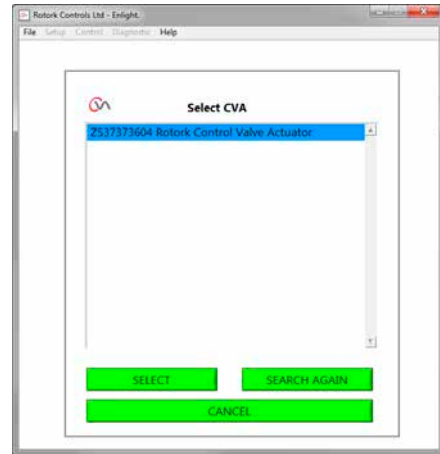 Rotork Controls Ltd - Enlight.
File Setup Control Diagnostic Help
Select CVA
Z537373604 Rotork Control Valve Actuator
SELECT
SEARCH AGAIN
CANCEL